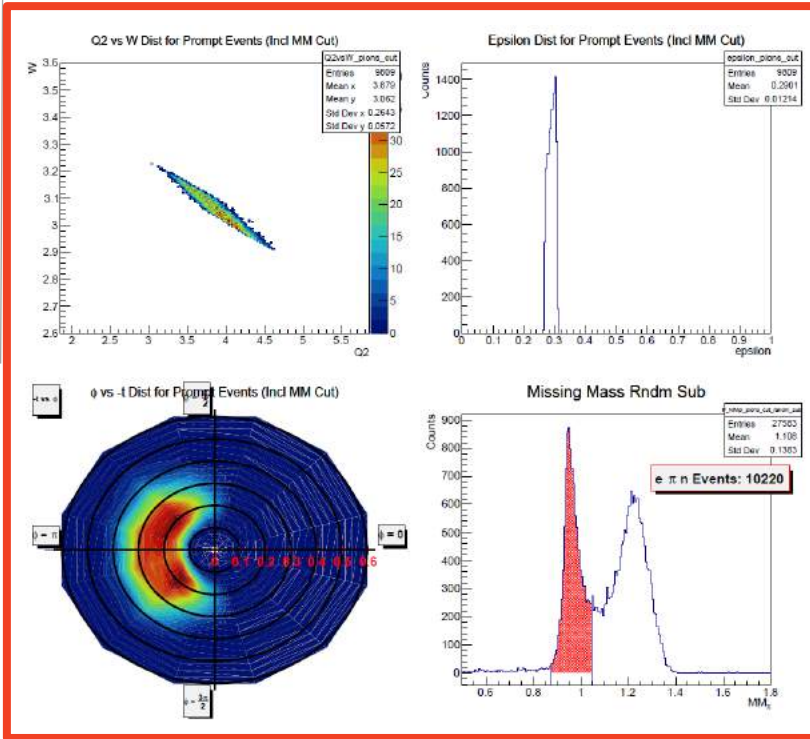 Q2 vs W Dist for Prompt Events (Incl MM Cut)
Q2vsW_pions_cut
Entries 9809
Mean x 3.879
Mean y 3.062
Std Dev x 0.2643
Std Dev y 0.0572
W
3.6
3.5
3.4
3.3
3.2
3.1
3
2.9
2.8
2.7
2.6
2 2.5 3 3.5 4 4.5 5 5.5
Q2
30
25
20
15
10
5
0
Epsilon Dist for Prompt Events (Incl MM Cut)
epsilon_pions_cut
Entries 9809
Mean 0.2901
Std Dev 0.01214
Counts
1400
1200
1000
800
600
400
200
0
0 0.1 0.2 0.3 0.4 0.5 0.6 0.7 0.8 0.9 1
epsilon
ϕ vs -t Dist for Prompt Events (Incl MM Cut)
-t vs ϕ
ϕ = π
ϕ = 0
0 0.1 0.2 0.3 0.4 0.5 0.6
ϕ = 3π/2
Missing Mass Rndm Sub
Entries 27583
Mean 1.108
Std Dev 0.1383
e π n Events: 10220
Counts
900
800
700
600
500
400
300
200
100
0
0.6 0.8 1 1.2 1.4 1.6 1.8